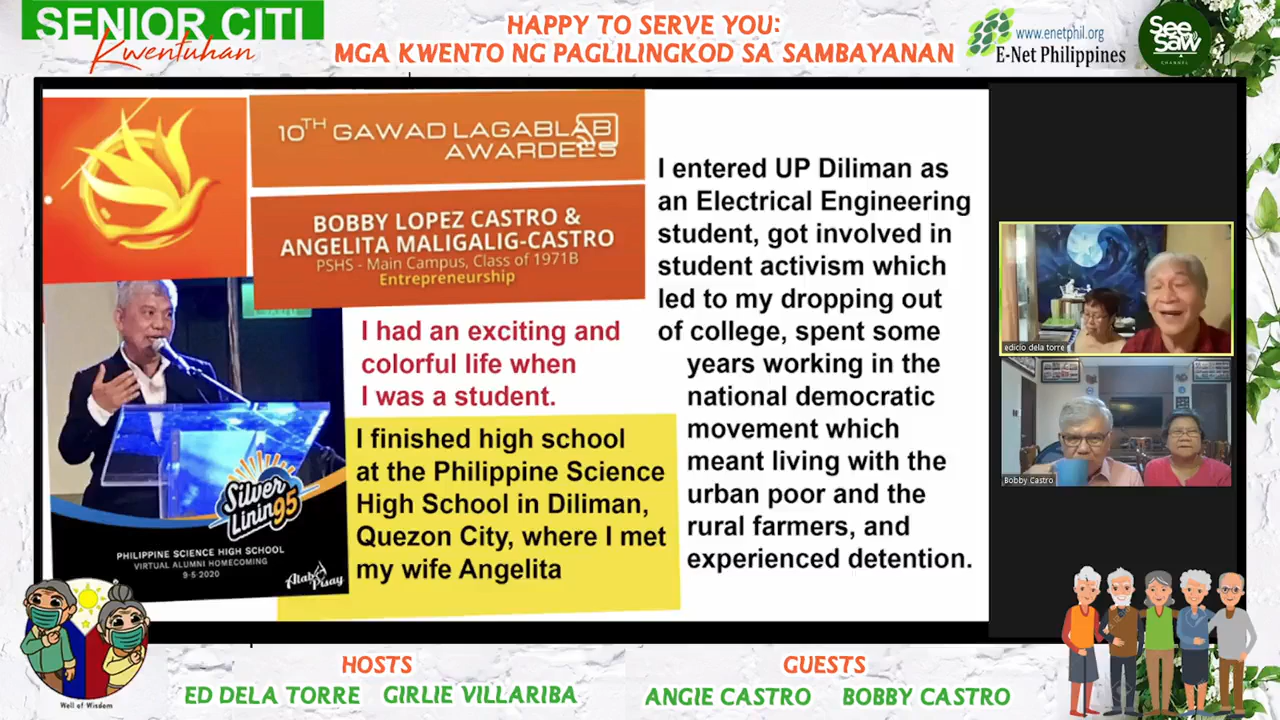 SENIOR CITI
Kwentuhan
HAPPY TO SERVE YOU:
MGA KWENTO NG PAGLILINGKOD SA SAMBAYANAN
www.enetphil.org
E-Net Philippines
See
Saw
CHANNEL
10TH GAWAD LAGABLAB
AWARDEES
BOBBY LOPEZ CASTRO &
ANGELITA MALIGALIG-CASTRO
PSHS - Main Campus, Class of 1971B
Entrepreneurship
I had an exciting and
colorful life when
I was a student.
I finished high school
at the Philippine Science
High School in Diliman,
Quezon City, where I met
my wife Angelita
Silver
Lining95
PHILIPPINE SCIENCE HIGH SCHOOL
VIRTUAL ALUMNI HOMECOMING
9-5-2020
Atab
Pisay
I entered UP Diliman as
an Electrical Engineering
student, got involved in
student activism which
led to my dropping out
of college, spent some
years working in the
national democratic
movement which
meant living with the
urban poor and the
rural farmers, and
experienced detention.
edicio dela torre
Bobby Castro
Well of Wisdom
HOSTS
ED DELA TORRE GIRLIE VILLARIBA
GUESTS
ANGIE CASTRO BOBBY CASTRO